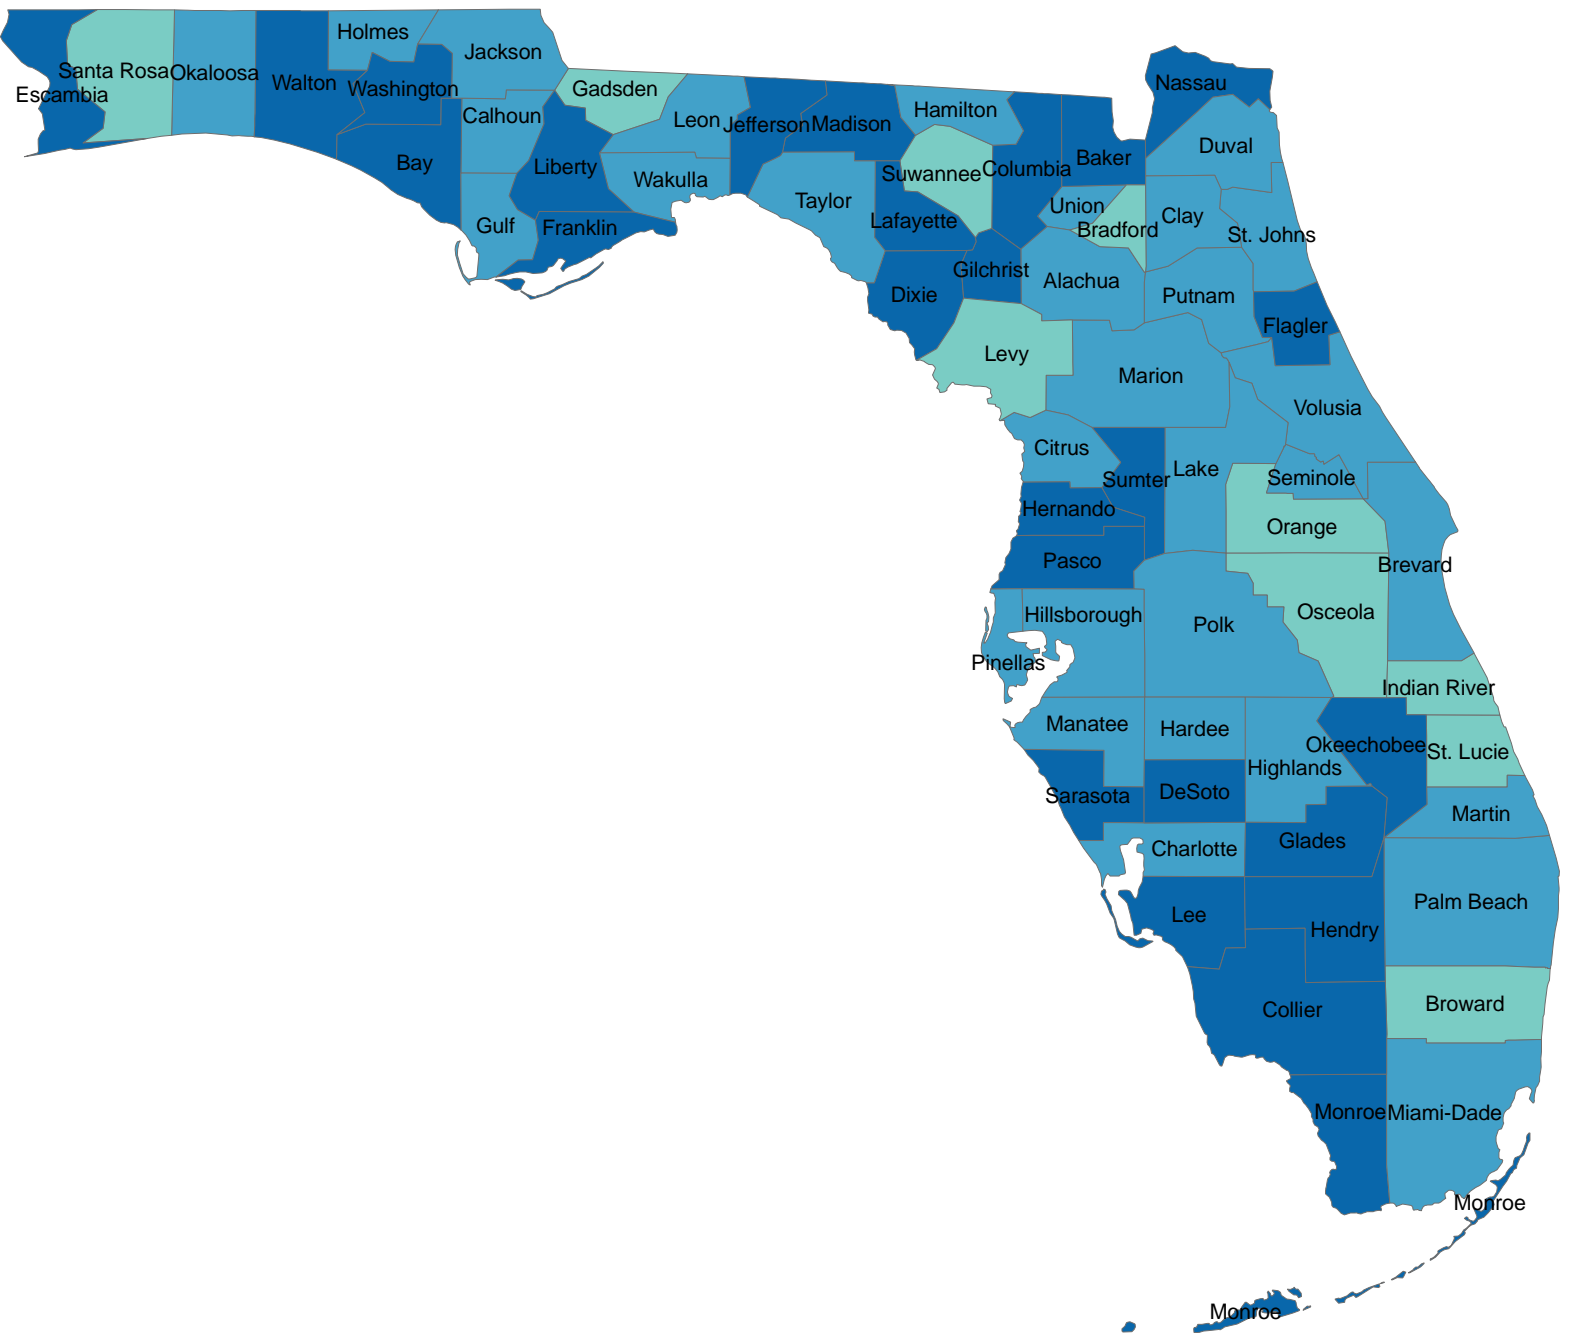 Holmes
Jackson
Santa Rosa
Okaloosa
Walton
Washington
Escambia
Gadsden
Calhoun
Leon
Jefferson
Madison
Hamilton
Nassau
Bay
Liberty
Wakulla
Taylor
Suwannee
Columbia
Baker
Duval
Gulf
Franklin
Lafayette
Union
Bradford
Clay
St. Johns
Dixie
Gilchrist
Alachua
Putnam
Flagler
Levy
Marion
Volusia
Citrus
Sumter
Lake
Seminole
Hernando
Orange
Pasco
Brevard
Hillsborough
Polk
Osceola
Pinellas
Indian River
Manatee
Hardee
Okeechobee
St. Lucie
Highlands
Sarasota
DeSoto
Martin
Charlotte
Glades
Lee
Hendry
Palm Beach
Collier
Broward
Monroe
Miami-Dade
Monroe
Monroe